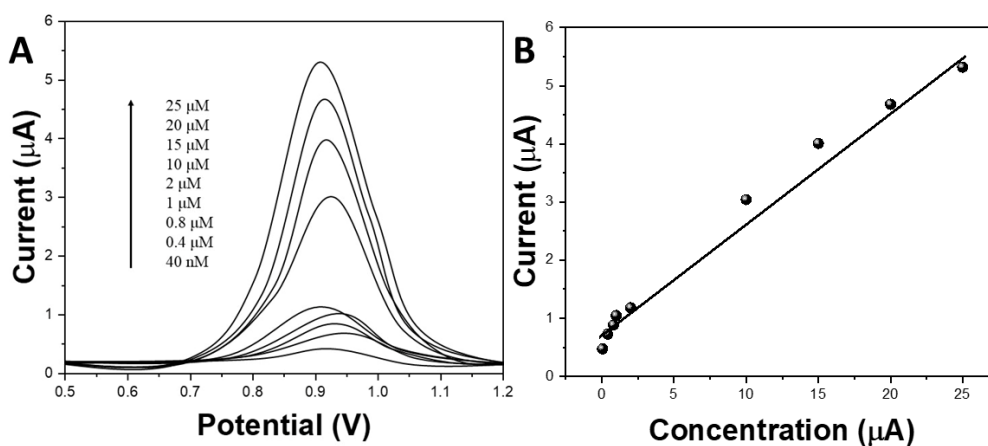 A
Current (μA)
6
5
4
3
2
1
0
25 μM
20 μM
15 μM
10 μM
2 μM
1 μM
0.8 μM
0.4 μM
40 nM
0.5 0.6 0.7 0.8 0.9 1.0 1.1 1.2
Potential (V)
B
Current (μA)
6
5
4
3
2
1
0
0 5 10 15 20 25
Concentration (μA)